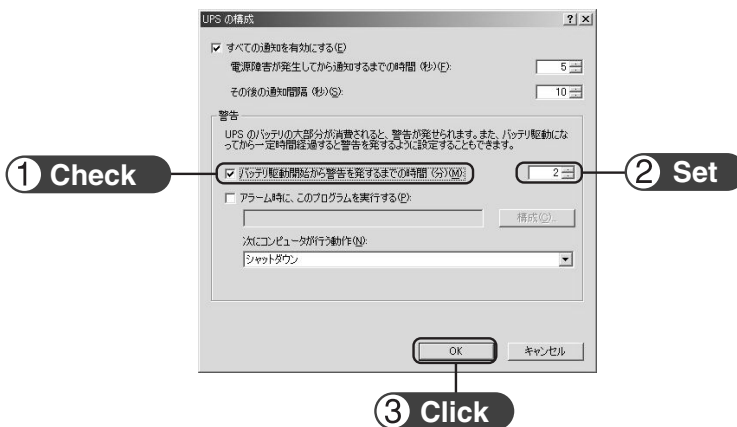 UPS の構成
すべての通知を有効にする(E)
電源障害が発生してから通知するまでの時間 (秒)(F):
5
その後の通知間隔 (秒)(S):
10
警告
UPS のバッテリの大部分が消費されると、警告が発せられます。また、バッテリ駆動にな
ってから一定時間経過すると警告を発するように設定することもできます。
① Check
バッテリ駆動開始から警告を発するまでの時間 (分)(M):
2
② Set
アラーム時に、このプログラムを実行する(P):
構成(C)...
次にコンピュータが行う動作(N):
シャットダウン
OK
キャンセル
③ Click